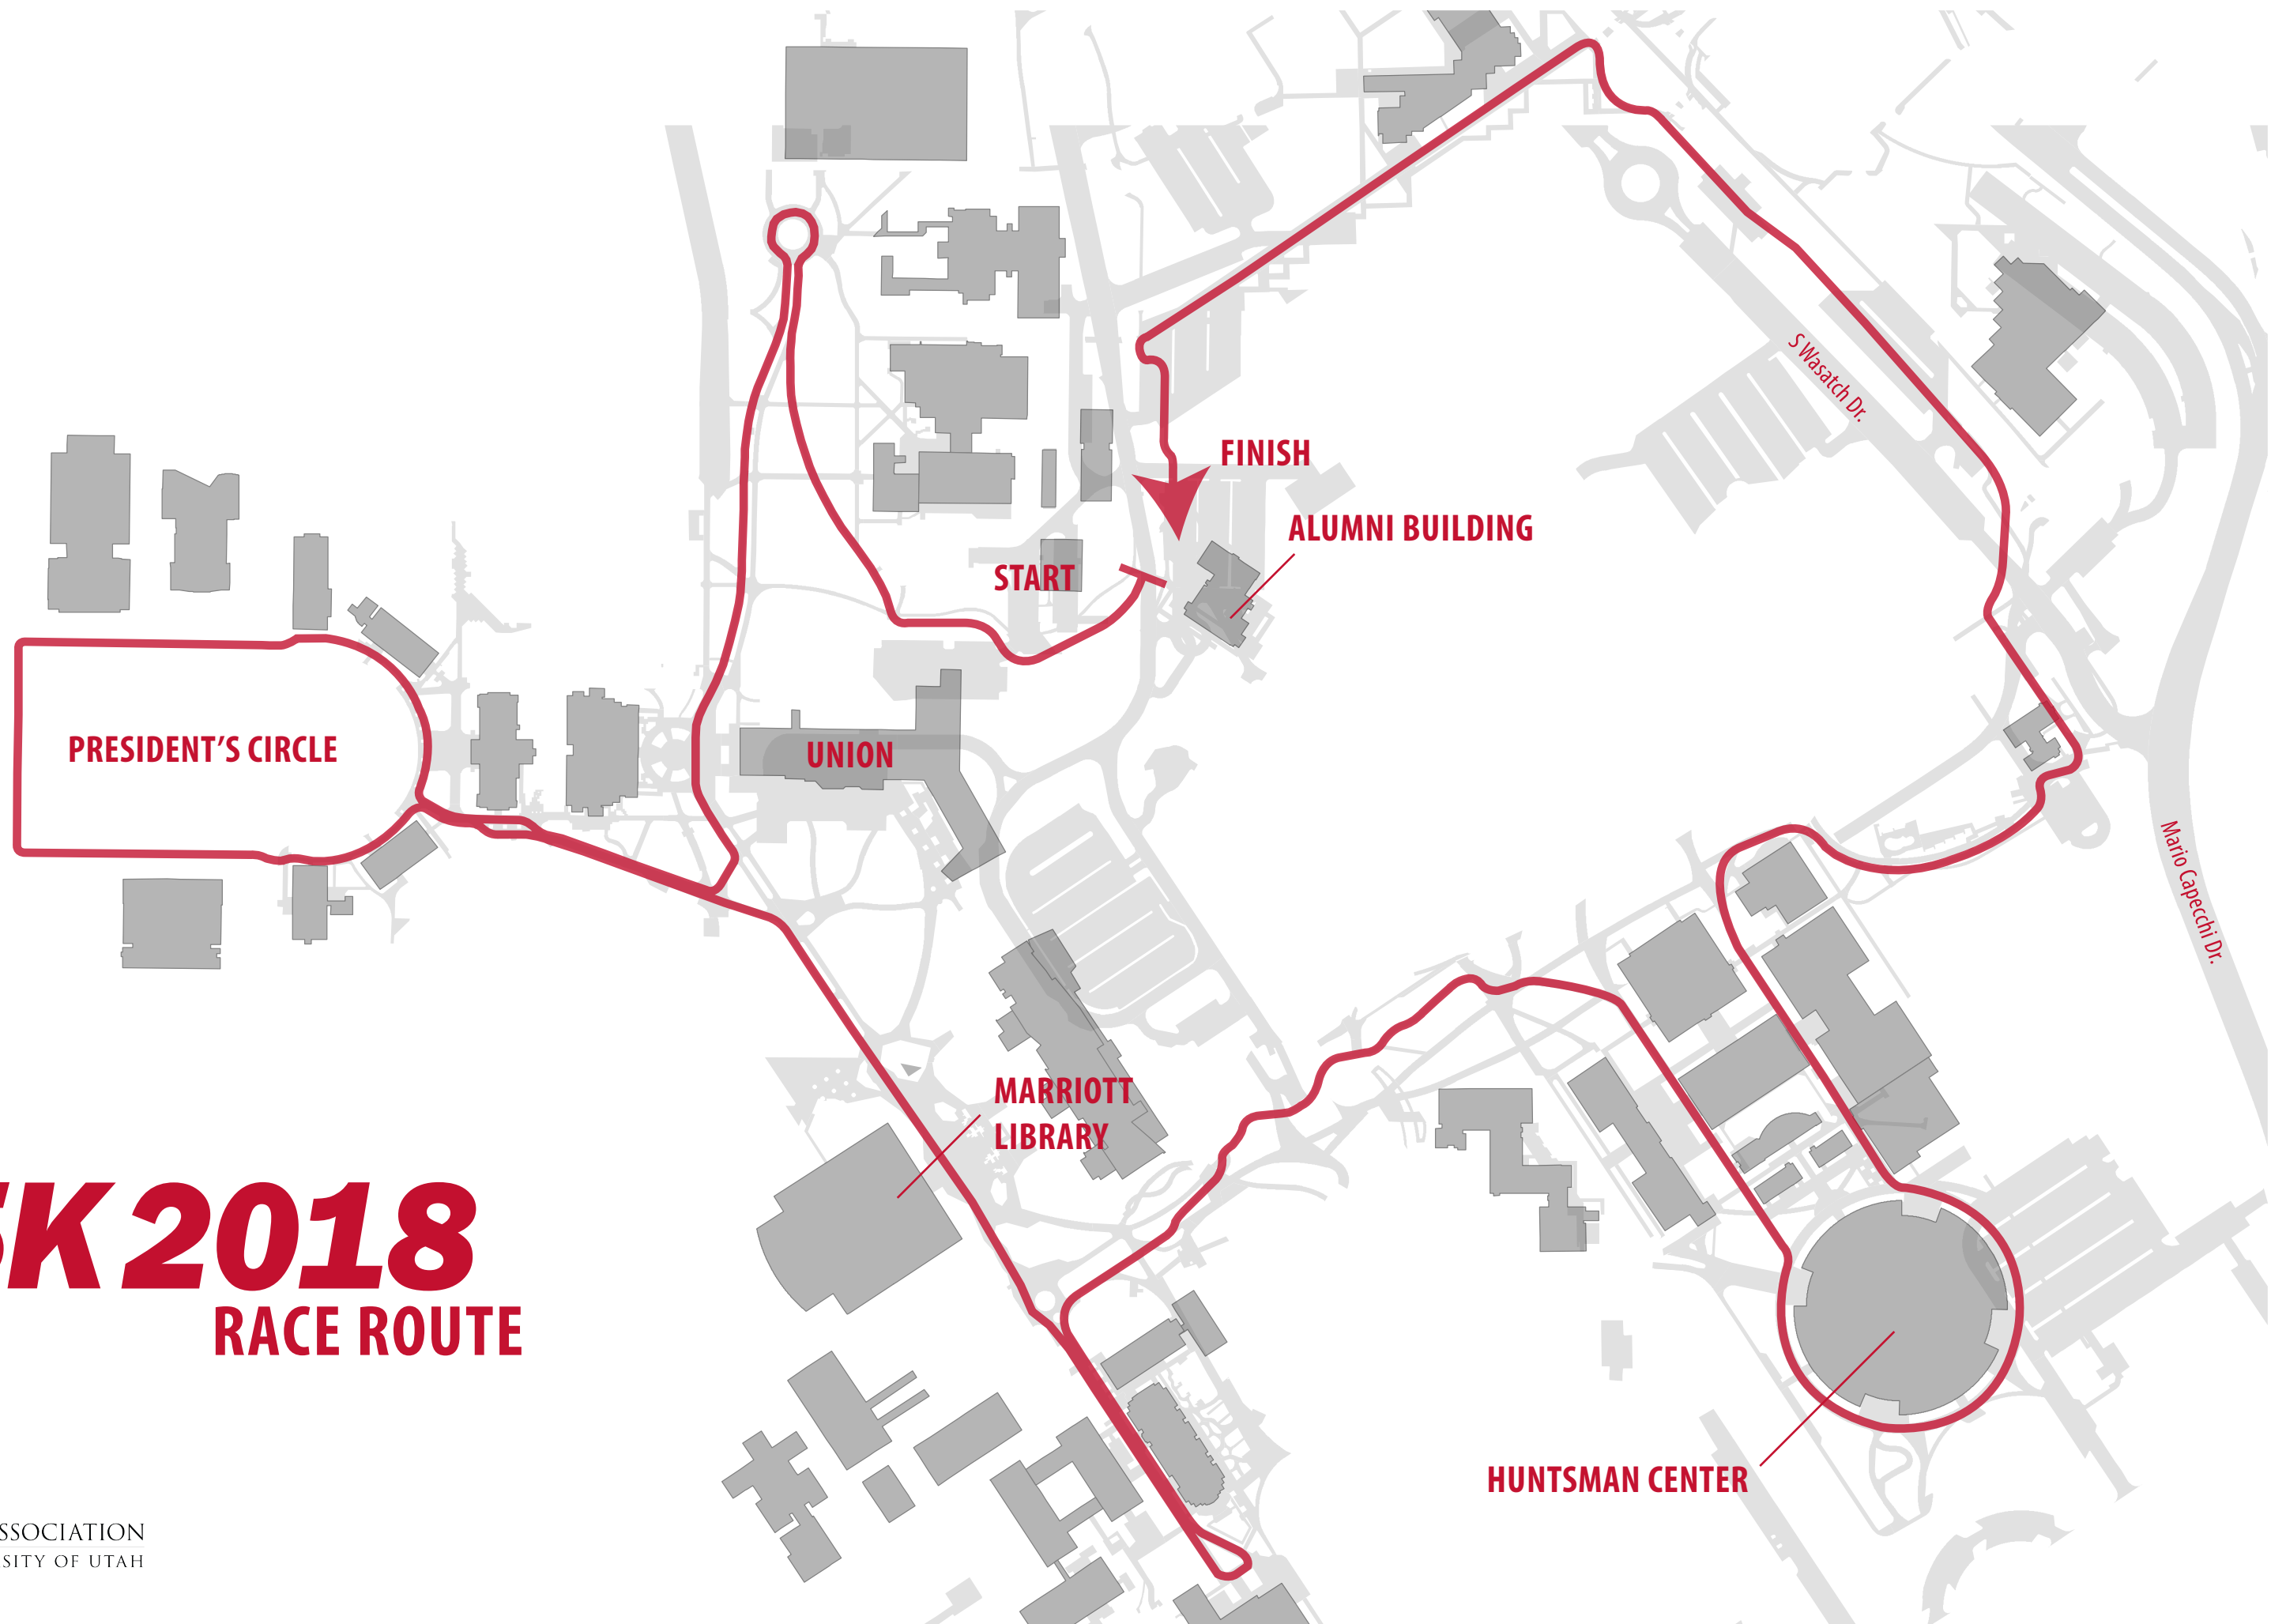 FINISH
ALUMNI BUILDING
START
S Wasatch Dr.
PRESIDENT'S CIRCLE
UNION
Mario Capecchi Dr.
MARRIOTT
LIBRARY
5K 2018
RACE ROUTE
HUNTSMAN CENTER
SSOCIATION
SITY OF UTAH